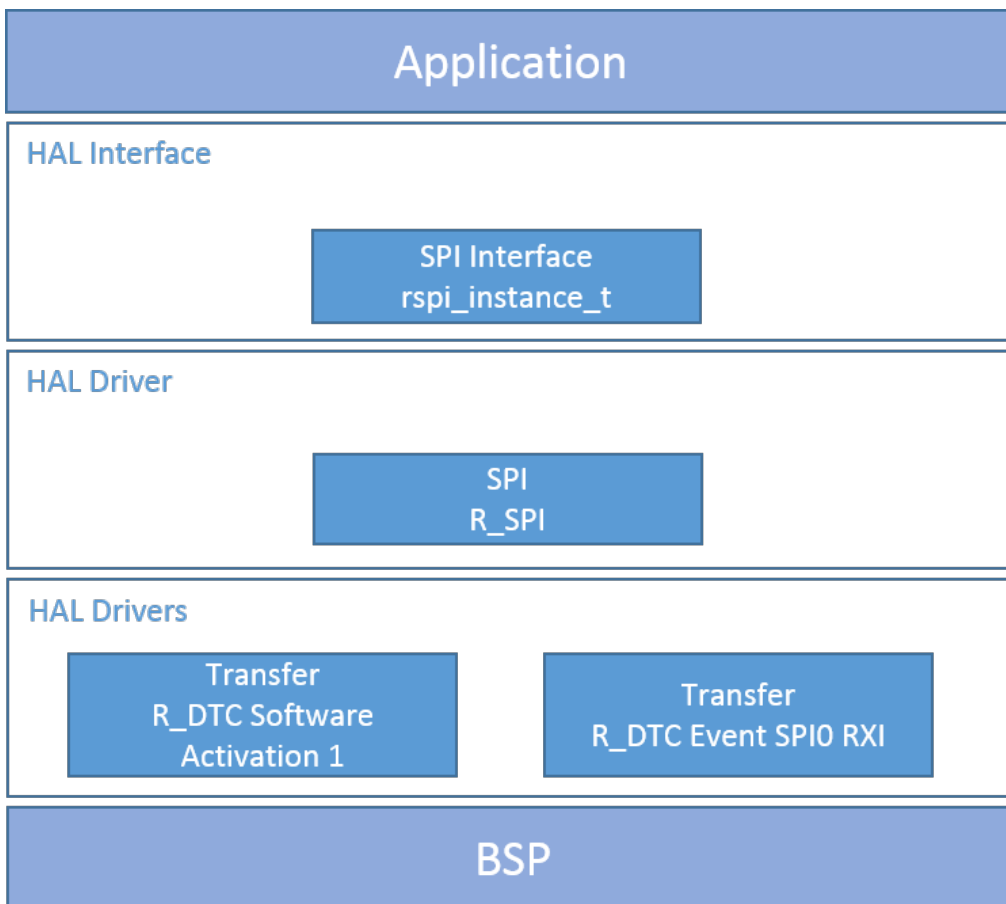 Application
HAL Interface
SPI Interface
rspi_instance_t
HAL Driver
SPI
R_SPI
HAL Drivers
Transfer
R_DTC Software
Activation 1
Transfer
R_DTC Event SPI0 RXI
BSP